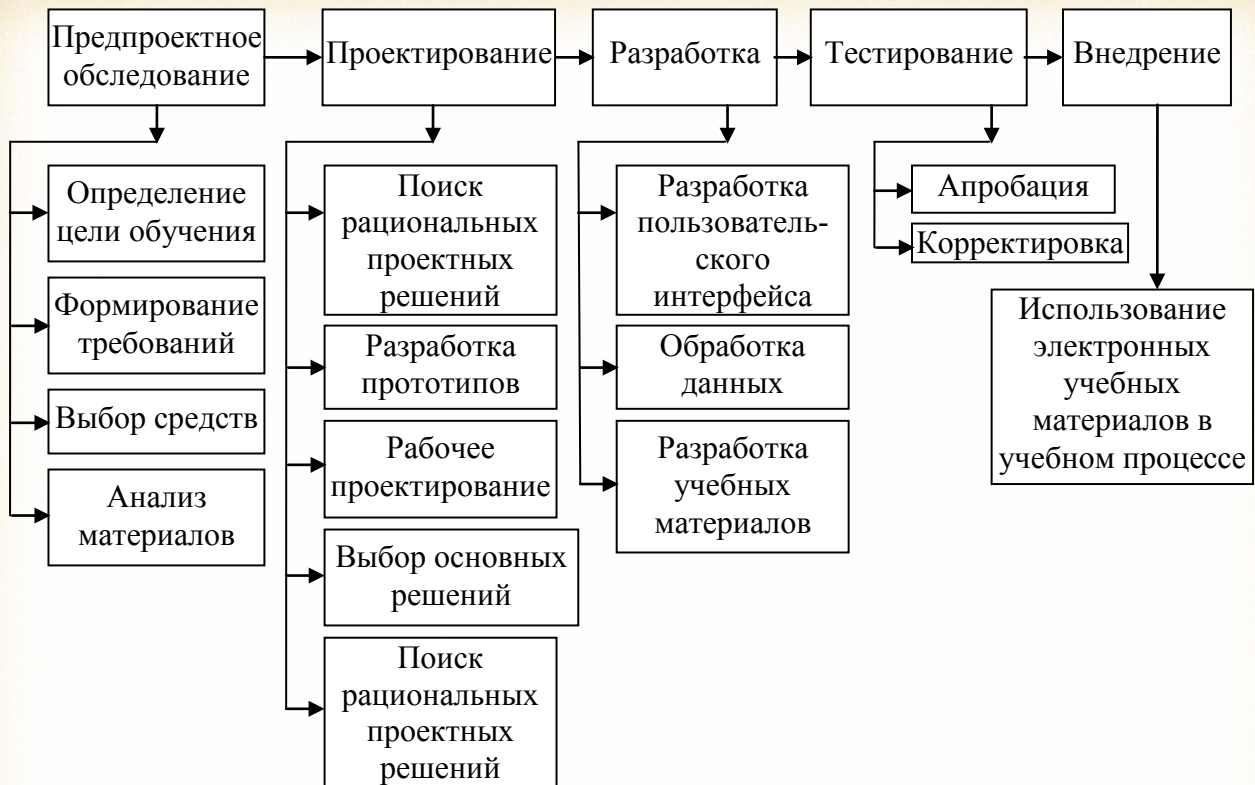 Предпроектное
обследование
Проектирование
Разработка
Тестирование
Внедрение
Определение
цели обучения
Формирование
требований
Выбор средств
Анализ
материалов
Поиск
рациональных
проектных
решений
Разработка
прототипов
Рабочее
проектирование
Выбор основных
решений
Поиск
рациональных
проектных
решений
Разработка
пользователь-
ского
интерфейса
Обработка
данных
Разработка
учебных
материалов
Апробация
Корректировка
Использование
электронных
учебных
материалов в
учебном процессе